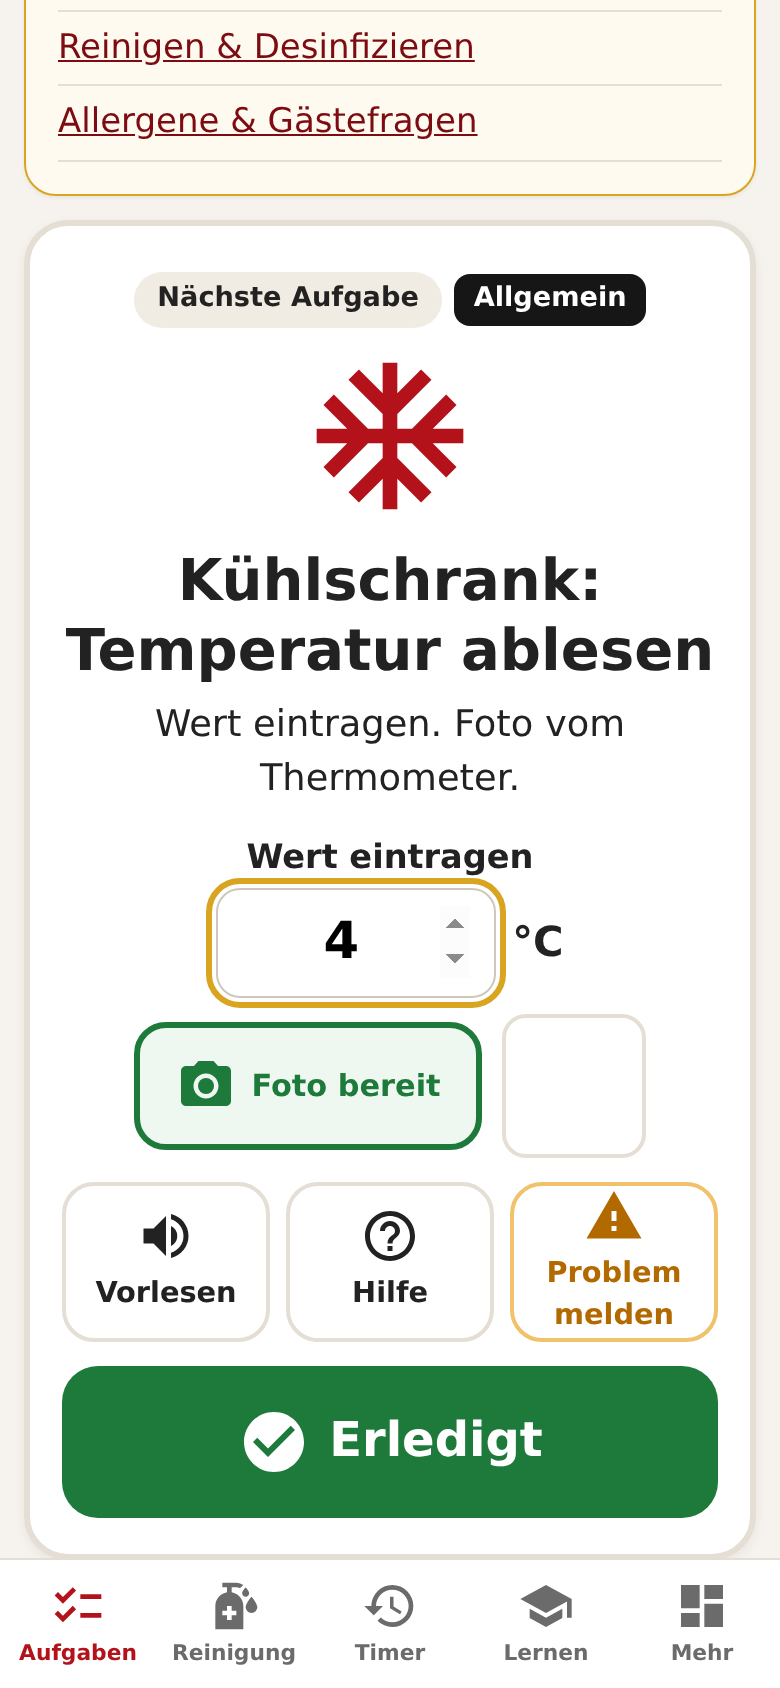 Reinigen & Desinfizieren
Allergene & Gästefragen
Nächste Aufgabe
Allgemein
Kühlschrank:
Temperatur ablesen
Wert eintragen. Foto vom
Thermometer.
Wert eintragen
4
°C
Foto bereit
Vorlesen
Hilfe
Problem
melden
Erledigt
Aufgaben
Reinigung
Timer
Lernen
Mehr